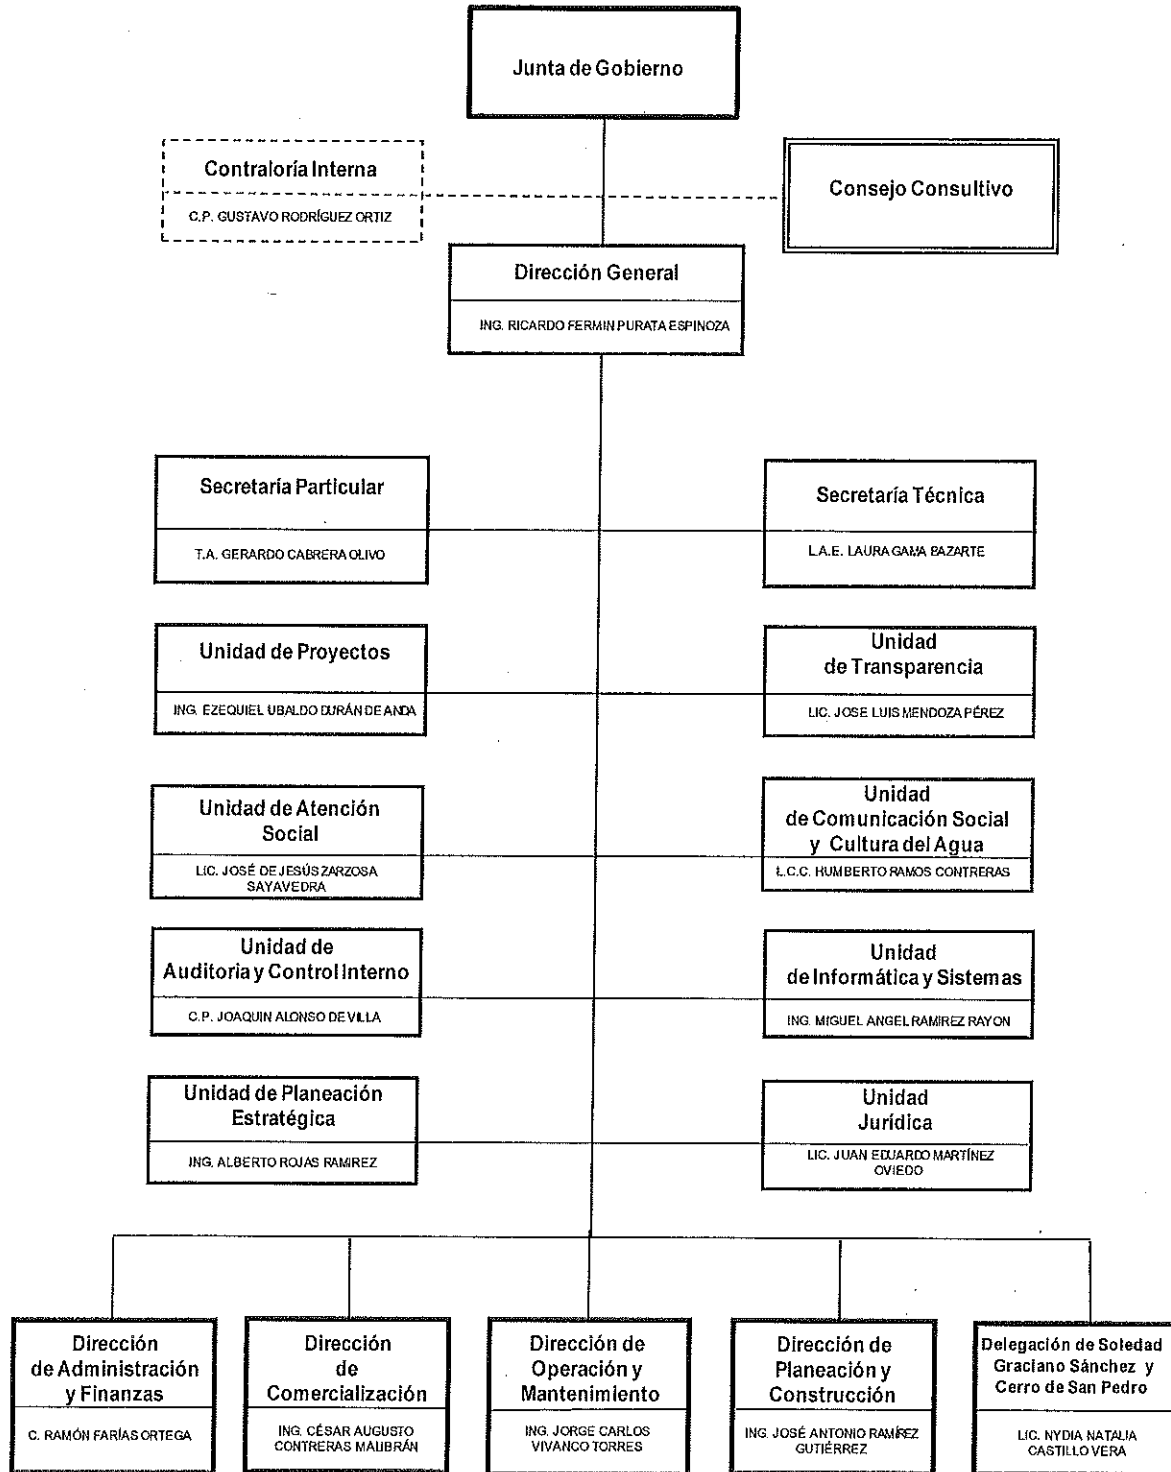 Junta de Gobierno
Contraloría Interna
C.P. GUSTAVO RODRÍGUEZ ORTIZ
Consejo Consultivo
Dirección General
ING. RICARDO FERMIN PURATA ESPINOZA
Secretaría Particular
T.A. GERARDO CABRERA OLIVO
Secretaría Técnica
L.A.E. LAURA GAMA BAZARTE
Unidad de Proyectos
ING. EZEQUIEL UBALDO DURÁN DE ANDA
Unidad
de Transparencia
LIC. JOSE LUIS MENDOZA PÉREZ
Unidad de Atención
Social
LIC. JOSÉ DE JESÚS ZARZOSA
SAYAVEDRA
Unidad
de Comunicación Social
y Cultura del Agua
L.C.C. HUMBERTO RAMOS CONTRERAS
Unidad de
Auditoria y Control Interno
C.P. JOAQUIN ALONSO DE VILLA
Unidad
de Informática y Sistemas
ING. MIGUEL ANGEL RAMIREZ RAYON
Unidad de Planeación
Estratégica
ING. ALBERTO ROJAS RAMIREZ
Unidad
Jurídica
LIC. JUAN EDUARDO MARTÍNEZ
OVIEDO
Dirección
de Administración
y Finanzas
C. RAMÓN FARÍAS ORTEGA
Dirección
de
Comercialización
ING. CÉSAR AUGUSTO
CONTRERAS MALIBRÁN
Dirección de
Operación y
Mantenimiento
ING. JORGE CARLOS
VIVANCO TORRES
Dirección de
Planeación y
Construcción
ING. JOSÉ ANTONIO RAMÍREZ
GUTIÉRREZ
Delegación de Soledad
Graciano Sánchez y
Cerro de San Pedro
LIC. NYDIA NATALIA
CASTILLO VERA